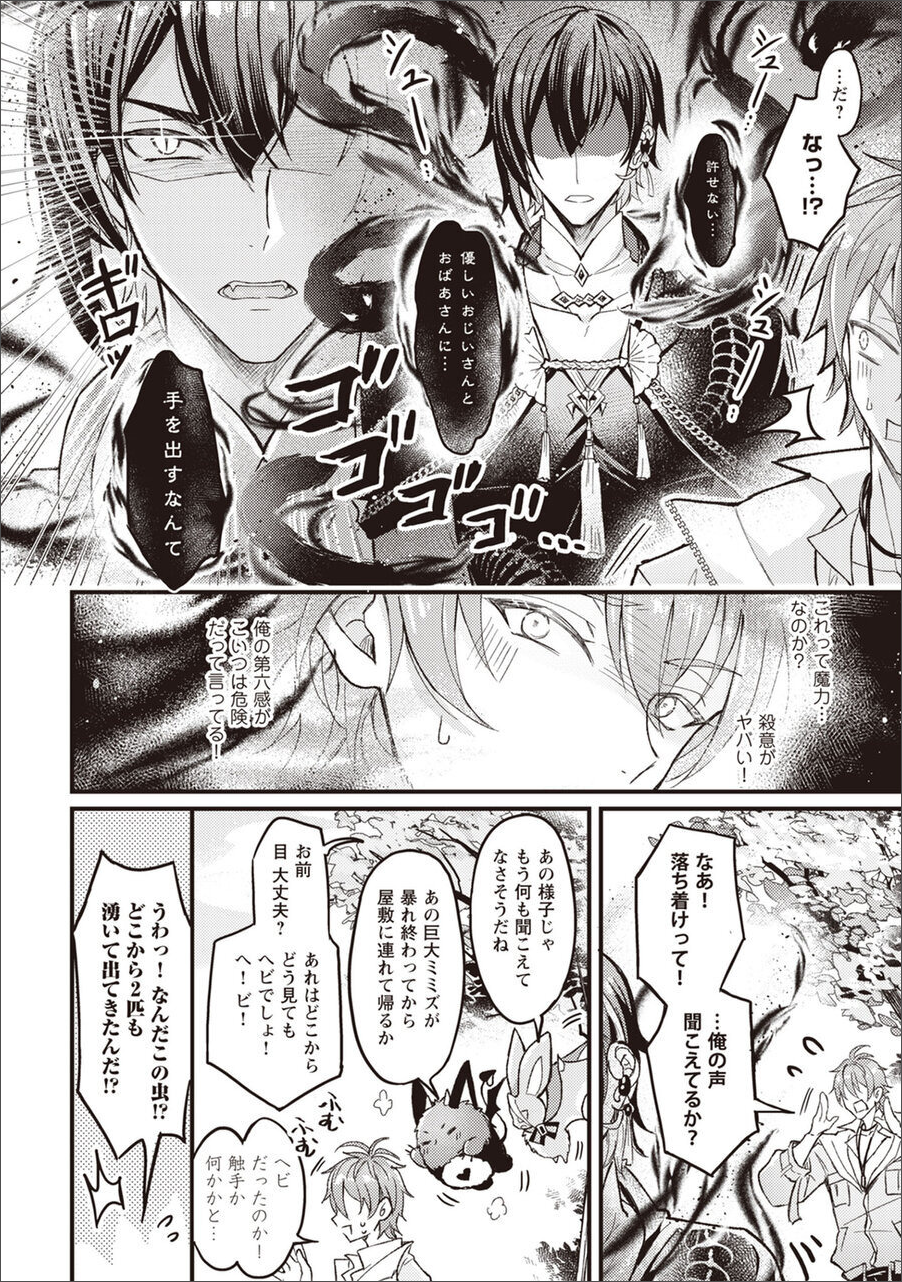 …だ？
なっ…!?
シュー…
許せない…
シュー…
シュー…
優しいおじいさんと
おばあさんに…
ゴゴゴゴ…
ギロッ
手を出すなんて
これって魔力…
なのか？
殺意が
ヤバい！
俺の第六感が
こいつは危険
だって言ってる！
なあ！
落ち着けって！
…俺の声
聞こえてるか？
あの様子じゃ
もう何も聞こえて
なさそうだね
あの巨大ミミズが
暴れ終わってから
屋敷に連れて帰るか
お前
目 大丈夫？
あれはどこから
どう見ても
ヘビでしょ！
ヘ！ビ！
ふむ
ふむ
ヘビ
だったのか！
触手か
何かかと…
うわっ！なんだこの虫!?
どこから2匹も
湧いて出てきたんだ!?